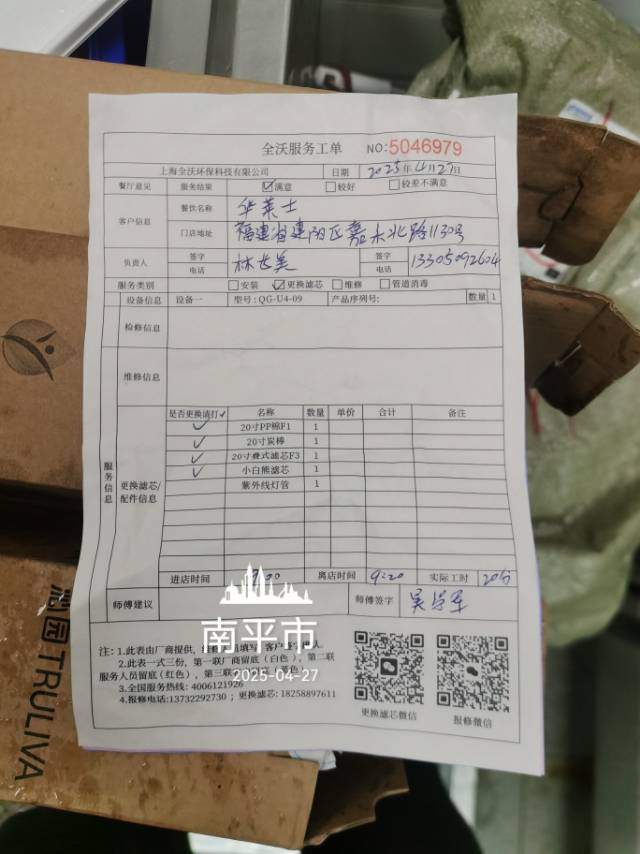 全沃服务工单 NO:5046979
上海全沃环保科技有限公司 日期 2025年4月27日
餐厅意见 服务结果 ☑满意 □较好 □较差不满意
客户信息 餐饮名称 华莱士
门店地址 福建省建阳区嘉禾北路1130号
负责人 签字 林长美 签字
电话 电话 13305092604
服务类别 □安装 ☑更换滤芯 □维修 □管道消毒
设备信息 设备一 型号:QG-U4-09 产品序列号: 数量 1
检修信息
维修信息
服务信息
更换滤芯/配件信息
是否更换请打✓ 名称 数量 单价 合计 备注
✓ 20寸PP棉F1 1
✓ 20寸炭棒 1
✓ 20寸叠式滤芯F3 1
✓ 小白熊滤芯 1
紫外线灯管 1
进店时间 9:00 离店时间 9:20 实际工时 20分
师傅建议 师傅签字
南平市
2025-04-27
注: 1.此表由厂商提供,
2.此表一式三份, 第一联厂商留底(白色), 第二联
服务人员留底(红色), 第三联
3.全国服务热线: 4006121926
4.报修电话:13732292730 ; 更换滤芯: 18258897611
更换滤芯微信 报修微信
溢园TRULIVA